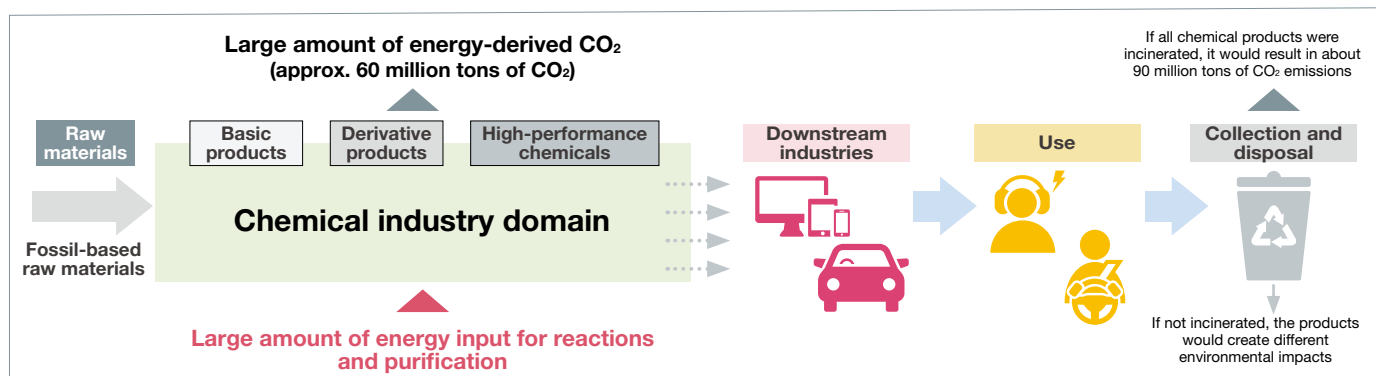 Large amount of energy-derived CO₂
(approx. 60 million tons of CO₂)
If all chemical products were
incinerated, it would result in about
90 million tons of CO₂ emissions
Raw
materials
Basic
products
Derivative
products
High-performance
chemicals
Downstream
industries
Use
Collection and
disposal
Chemical industry domain
Fossil-based
raw materials
Large amount of energy input for reactions
and purification
If not incinerated, the products
would create different
environmental impacts